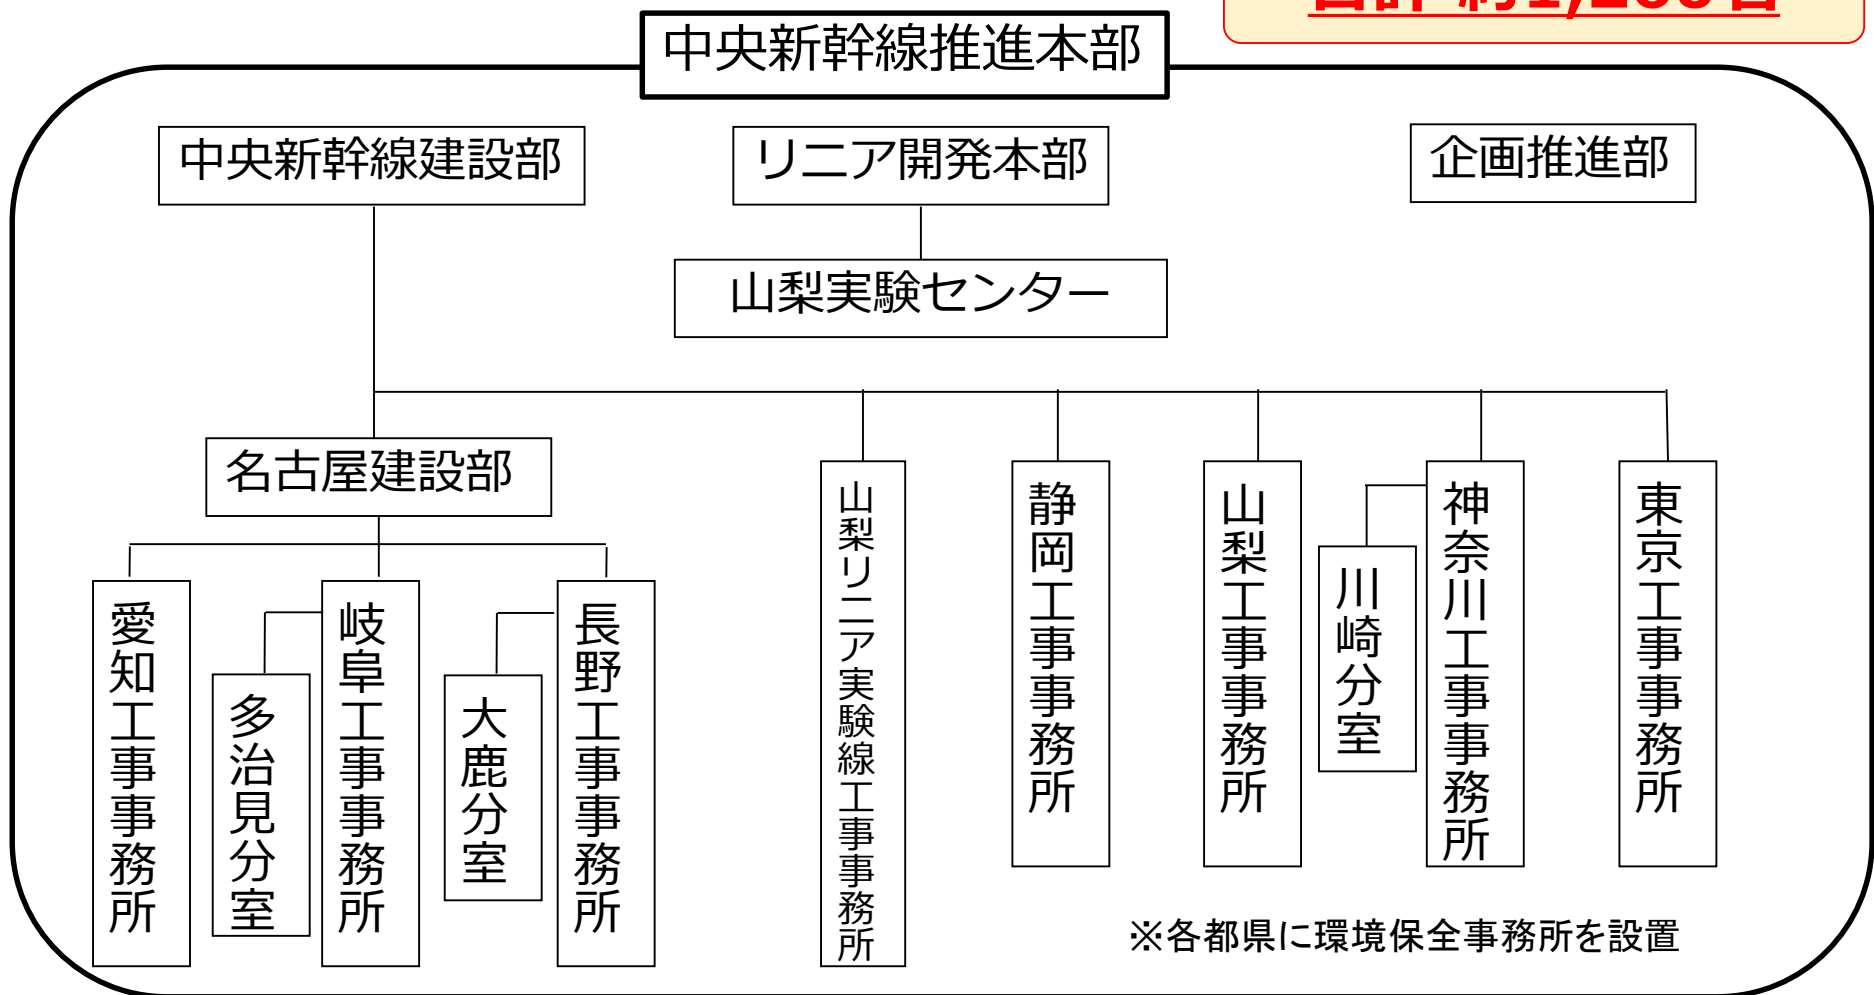 中央新幹線推進本部
中央新幹線建設部
リニア開発本部
企画推進部
山梨実験センター
名古屋建設部
愛知工事事務所
多治見分室
岐阜工事事務所
大鹿分室
長野工事事務所
山梨リニア実験線工事事務所
静岡工事事務所
山梨工事事務所
川崎分室
神奈川工事事務所
東京工事事務所
※各都県に環境保全事務所を設置